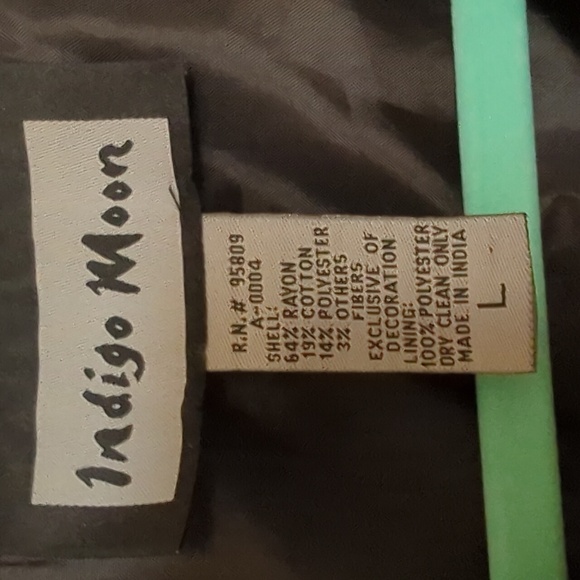 Indigo Moon
R.N.# 95809
A-0004
SHELL:
64% RAYON
19% COTTON
14% POLYESTER
3% OTHERS
FIBERS
EXCLUSIVE OF
DECORATION
LINING:
100% POLYESTER
DRY CLEAN ONLY
MADE IN INDIA
L